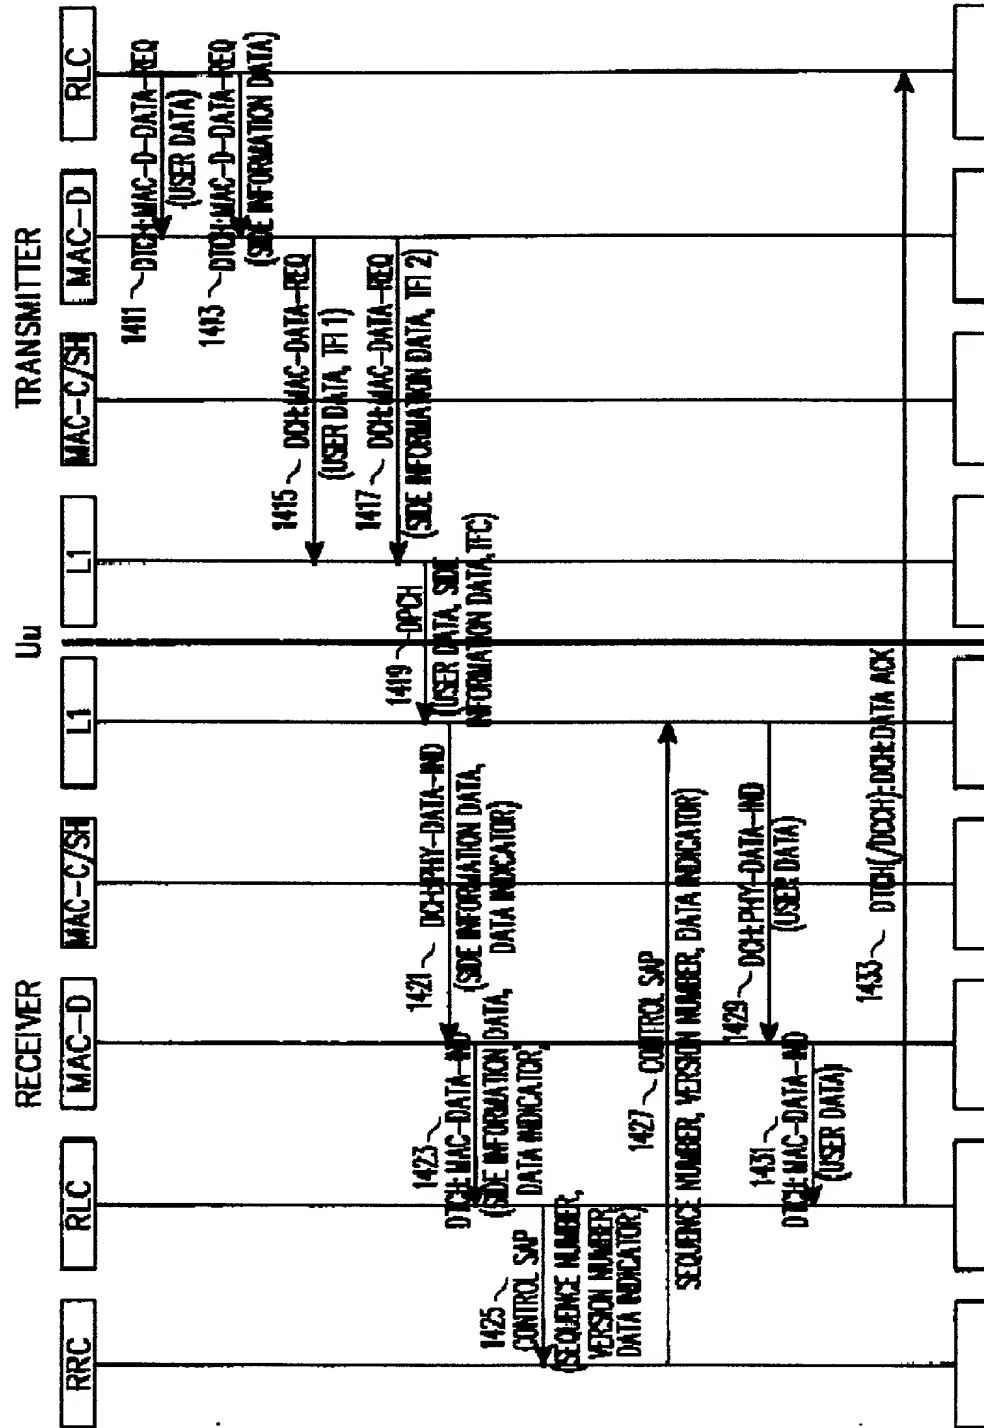 RECEIVER
Uu
TRANSMITTER
RRC
RLC
MAC-D
MAC-C/SH
L1
L1
MAC-C/SH
MAC-D
RLC
1411
DTCH:MAC-D-DATA-REQ
(USER DATA)
1413
DTCH:MAC-D-DATA-REQ
(SIDE INFORMATION DATA)
1415
DCH:MAC-DATA-REQ
(USER DATA, TFI 1)
1417
DCH:MAC-DATA-REQ
(SIDE INFORMATION DATA, TFI 2)
1419
DPCH
(USER DATA, SIDE
INFORMATION DATA, TFC)
1421
DCH:PHY-DATA-IND
(SIDE INFORMATION DATA,
DATA INDICATOR)
1423
DTCH:MAC-DATA-IND
(SIDE INFORMATION DATA,
DATA INDICATOR,
1425
CONTROL SAP
(SEQUENCE NUMBER,
VERSION NUMBER
DATA INDICATOR)
1427
CONTROL SAP
SEQUENCE NUMBER, VERSION NUMBER, DATA INDICATOR)
1429
DCH:PHY-DATA-IND
(USER DATA)
1431
DTCH:MAC-DATA-IND
(USER DATA)
1433
DTCH(/DCCH):DCH:DATA ACK